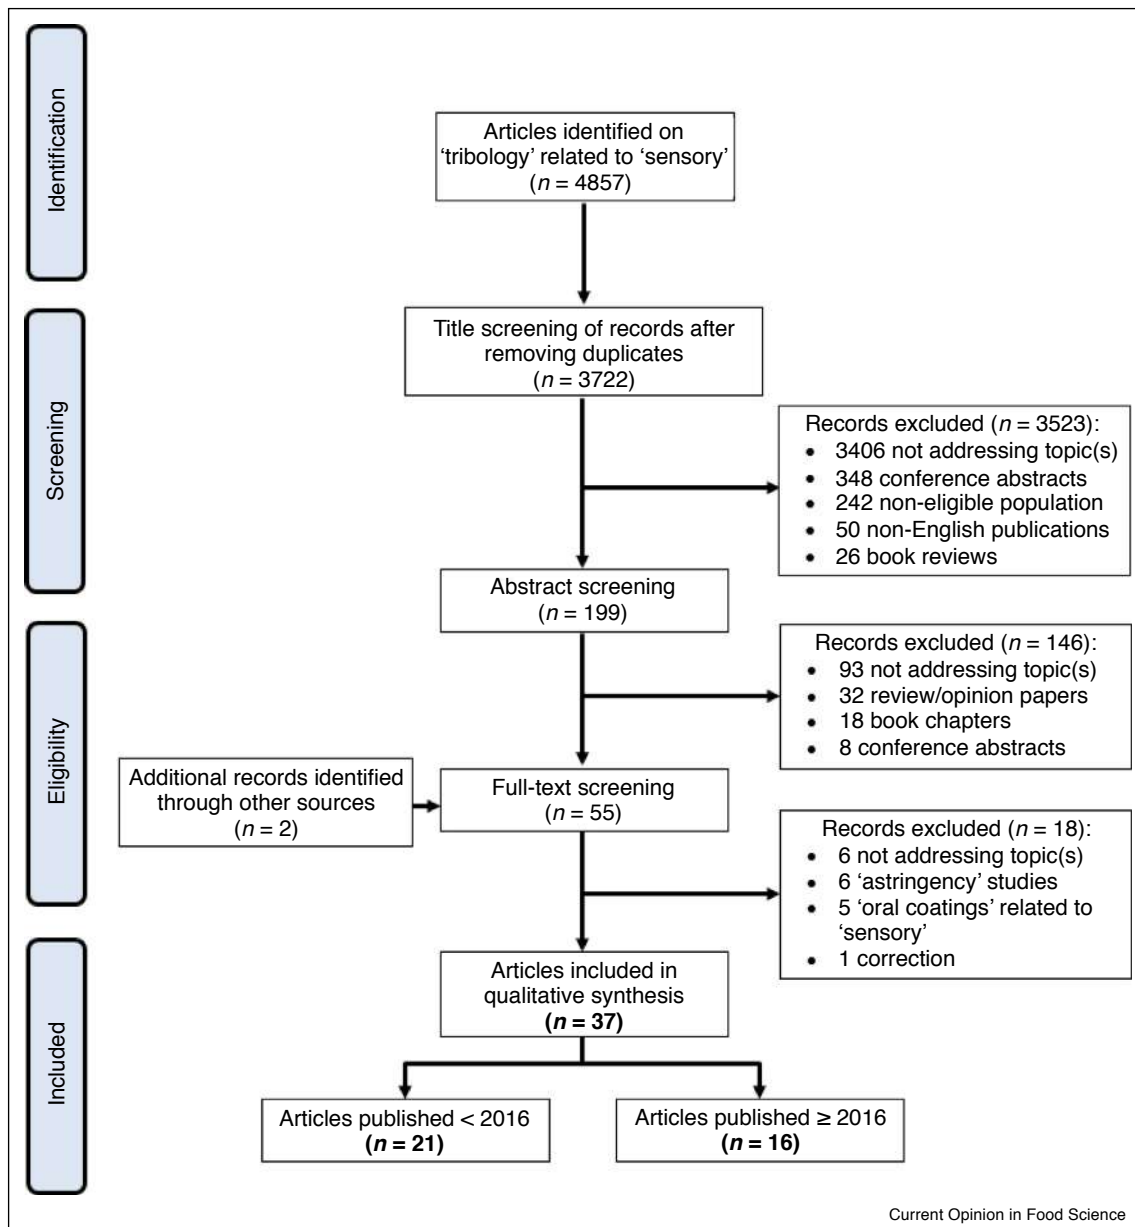 Identification
Articles identified on
‘tribology’ related to ‘sensory’
(n = 4857)
Screening
Title screening of records after
removing duplicates
(n = 3722)
Records excluded (n = 3523):
• 3406 not addressing topic(s)
• 348 conference abstracts
• 242 non-eligible population
• 50 non-English publications
• 26 book reviews
Abstract screening
(n = 199)
Eligibility
Records excluded (n = 146):
• 93 not addressing topic(s)
• 32 review/opinion papers
• 18 book chapters
• 8 conference abstracts
Additional records identified
through other sources
(n = 2)
Full-text screening
(n = 55)
Records excluded (n = 18):
• 6 not addressing topic(s)
• 6 ‘astringency’ studies
• 5 ‘oral coatings’ related to
‘sensory’
• 1 correction
Included
Articles included in
qualitative synthesis
(n = 37)
Articles published < 2016
(n = 21)
Articles published ≥ 2016
(n = 16)
Current Opinion in Food Science